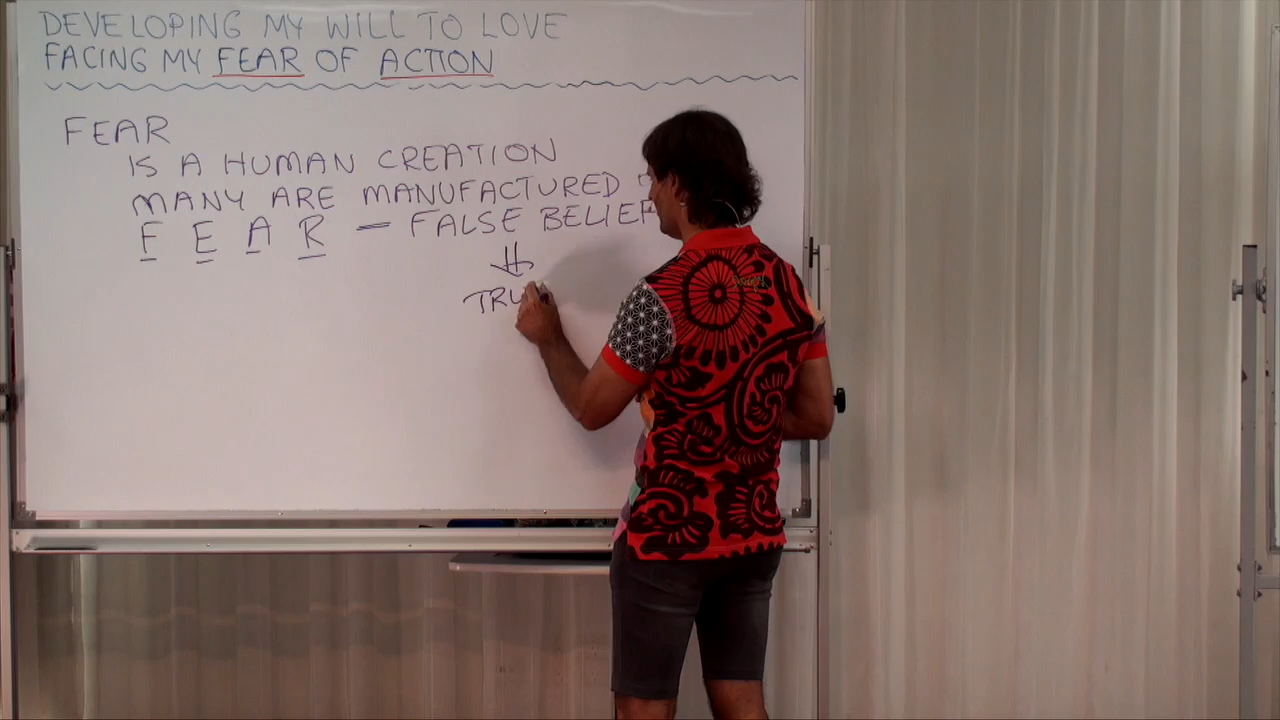 DEVELOPING MY WILL TO LOVE
FACING MY FEAR OF ACTION
FEAR
IS A HUMAN CREATION
MANY ARE MANUFACTURED
F E A R = FALSE BELIEF
TRU